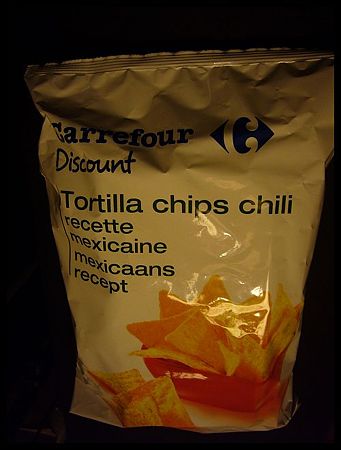 Carrefour
Discount
Tortilla chips chili
recette
mexicaine
mexicaans
recept